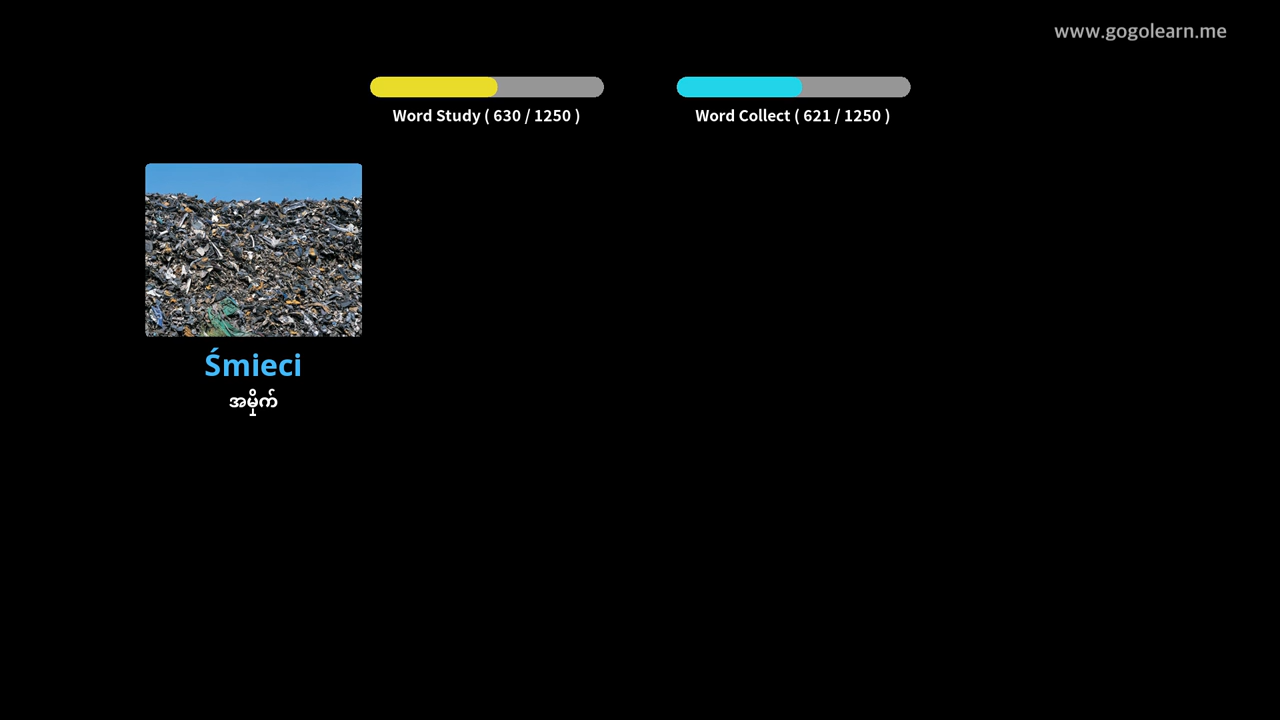 www.gogolearn.me
Word Study ( 630 / 1250 )
Word Collect ( 621 / 1250 )
Śmieci
အမှိုက်